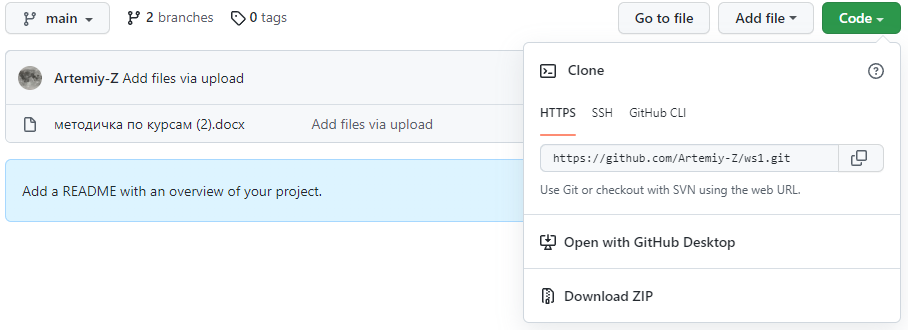 main
2 branches
0 tags
Go to file
Add file
Code
Artemiy-Z Add files via upload
методичка по курсам (2).docx
Add files via upload
Add a README with an overview of your project.
Clone
HTTPS
SSH
GitHub CLI
https://github.com/Artemiy-Z/ws1.git
Use Git or checkout with SVN using the web URL.
Open with GitHub Desktop
Download ZIP